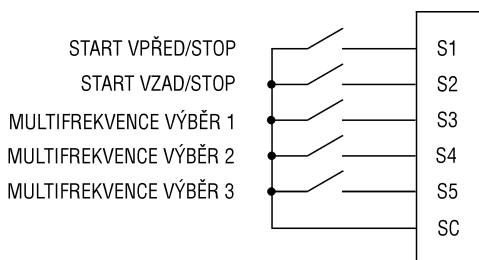 START VPŘED/STOP S1
START VZAD/STOP S2
MULTIFREKVENCE VÝBĚR 1 S3
MULTIFREKVENCE VÝBĚR 2 S4
MULTIFREKVENCE VÝBĚR 3 S5
SC